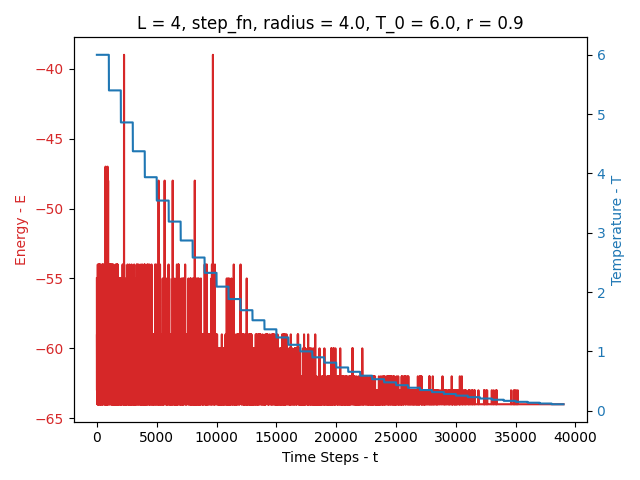 L = 4, step_fn, radius = 4.0, T_0 = 6.0, r = 0.9
−40
−45
−50
−55
−60
−65
Energy - E
6
5
4
3
2
1
0
Temperature - T
0 5000 10000 15000 20000 25000 30000 35000 40000
Time Steps - t